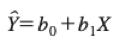 Ŷ= b₀ + b₁X